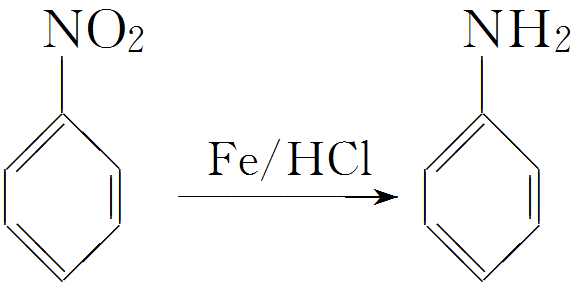 NO₂
NH₂
Fe/HCl